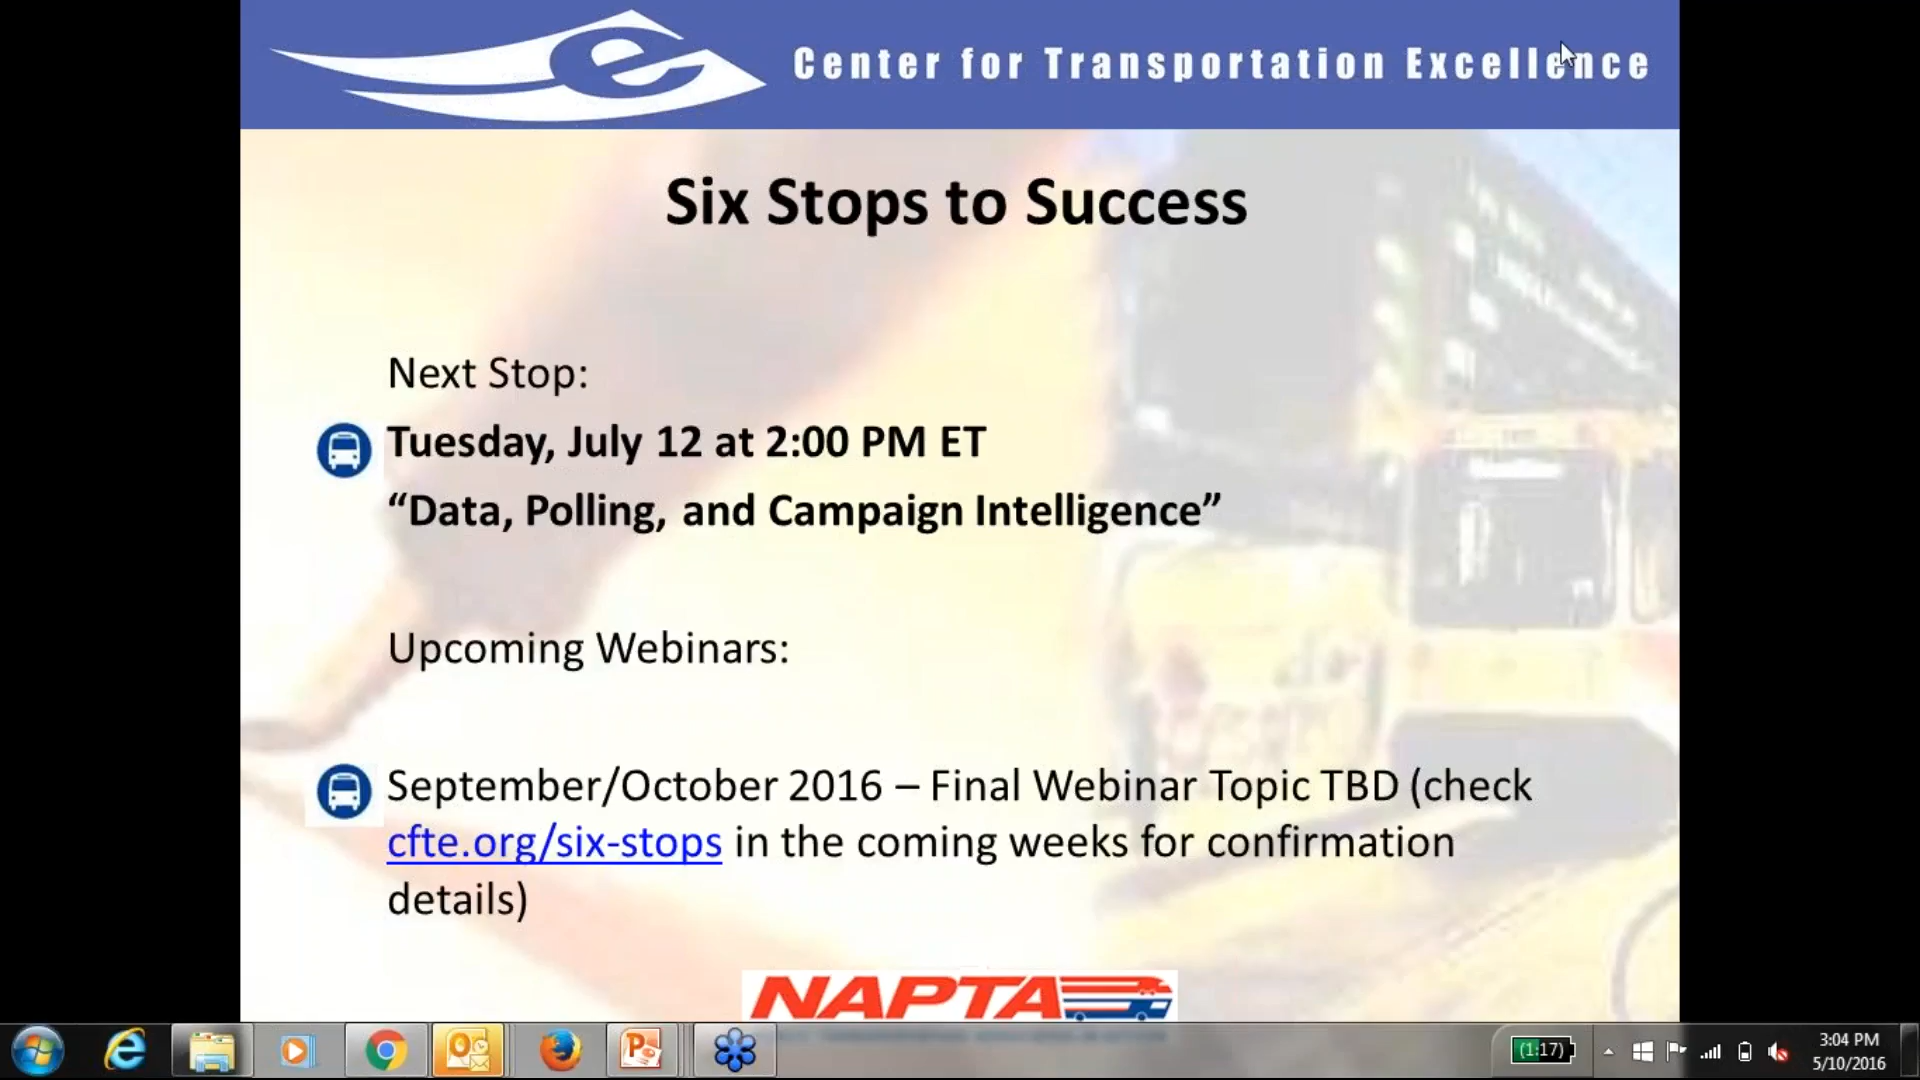 Center for Transportation Excellence
Six Stops to Success
Next Stop:
Tuesday, July 12 at 2:00 PM ET
“Data, Polling, and Campaign Intelligence”
Upcoming Webinars:
September/October 2016 – Final Webinar Topic TBD (check
cfte.org/six-stops in the coming weeks for confirmation
details)
NAPTA
(1:17)
3:04 PM
5/10/2016